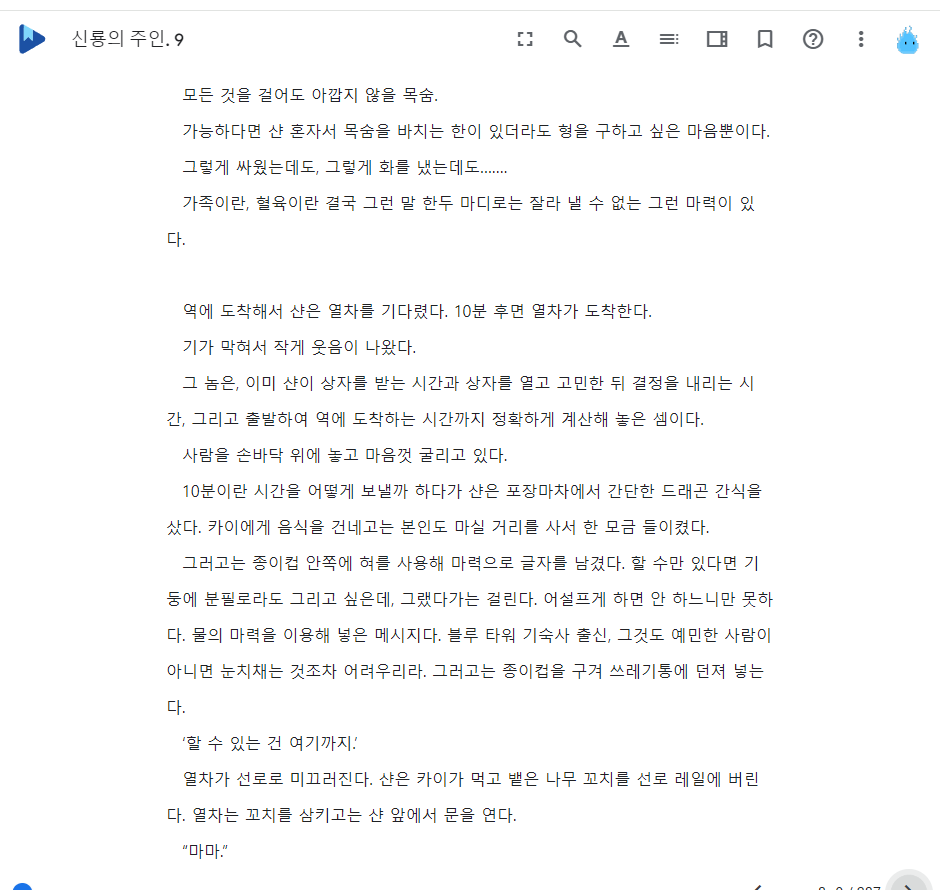 신룡의 주인. 9
모든 것을 걸어도 아깝지 않을 목숨.
가능하다면 샨 혼자서 목숨을 바치는 한이 있더라도 형을 구하고 싶은 마음뿐이다.
그렇게 싸웠는데도, 그렇게 화를 냈는데도.......
가족이란, 혈육이란 결국 그런 말 한두 마디로는 잘라 낼 수 없는 그런 마력이 있
다.
역에 도착해서 샨은 열차를 기다렸다. 10분 후면 열차가 도착한다.
기가 막혀서 작게 웃음이 나왔다.
그 놈은, 이미 샨이 상자를 받는 시간과 상자를 열고 고민한 뒤 결정을 내리는 시
간, 그리고 출발하여 역에 도착하는 시간까지 정확하게 계산해 놓은 셈이다.
사람을 손바닥 위에 놓고 마음껏 굴리고 있다.
10분이란 시간을 어떻게 보낼까 하다가 샨은 포장마차에서 간단한 드래곤 간식을
샀다. 카이에게 음식을 건네고는 본인도 마실 거리를 사서 한 모금 들이켰다.
그러고는 종이컵 안쪽에 혀를 사용해 마력으로 글자를 남겼다. 할 수만 있다면 기
둥에 분필로라도 그리고 싶은데, 그랬다가는 걸린다. 어설프게 하면 안 하느니만 못하
다. 물의 마력을 이용해 넣은 메시지다. 블루 타워 기숙사 출신, 그것도 예민한 사람이
아니면 눈치채는 것조차 어려우리라. 그러고는 종이컵을 구겨 쓰레기통에 던져 넣는
다.
‘할 수 있는 건 여기까지.’
열차가 선로로 미끄러진다. 샨은 카이가 먹고 뱉은 나무 꼬치를 선로 레일에 버린
다. 열차는 꼬치를 삼키고는 샨 앞에서 문을 연다.
“마마.”